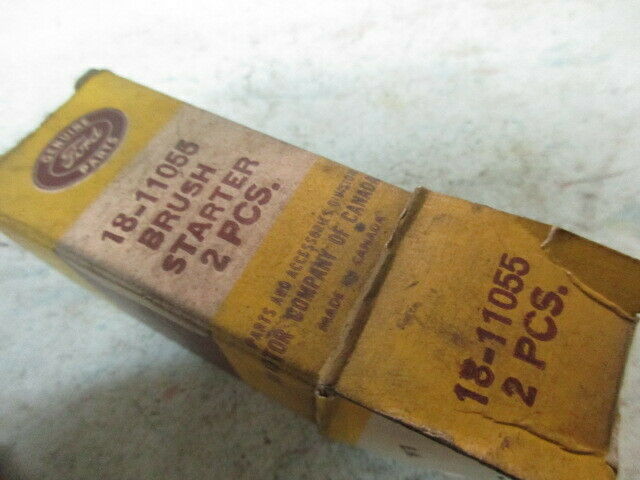 GENUINE
Ford
PARTS
18-11055
BRUSH
STARTER
2 PCS.
PARTS AND ACCESSORIES DIVISION
MOTOR COMPANY OF CANADA
MADE IN CANADA
18-11055
2 PCS.